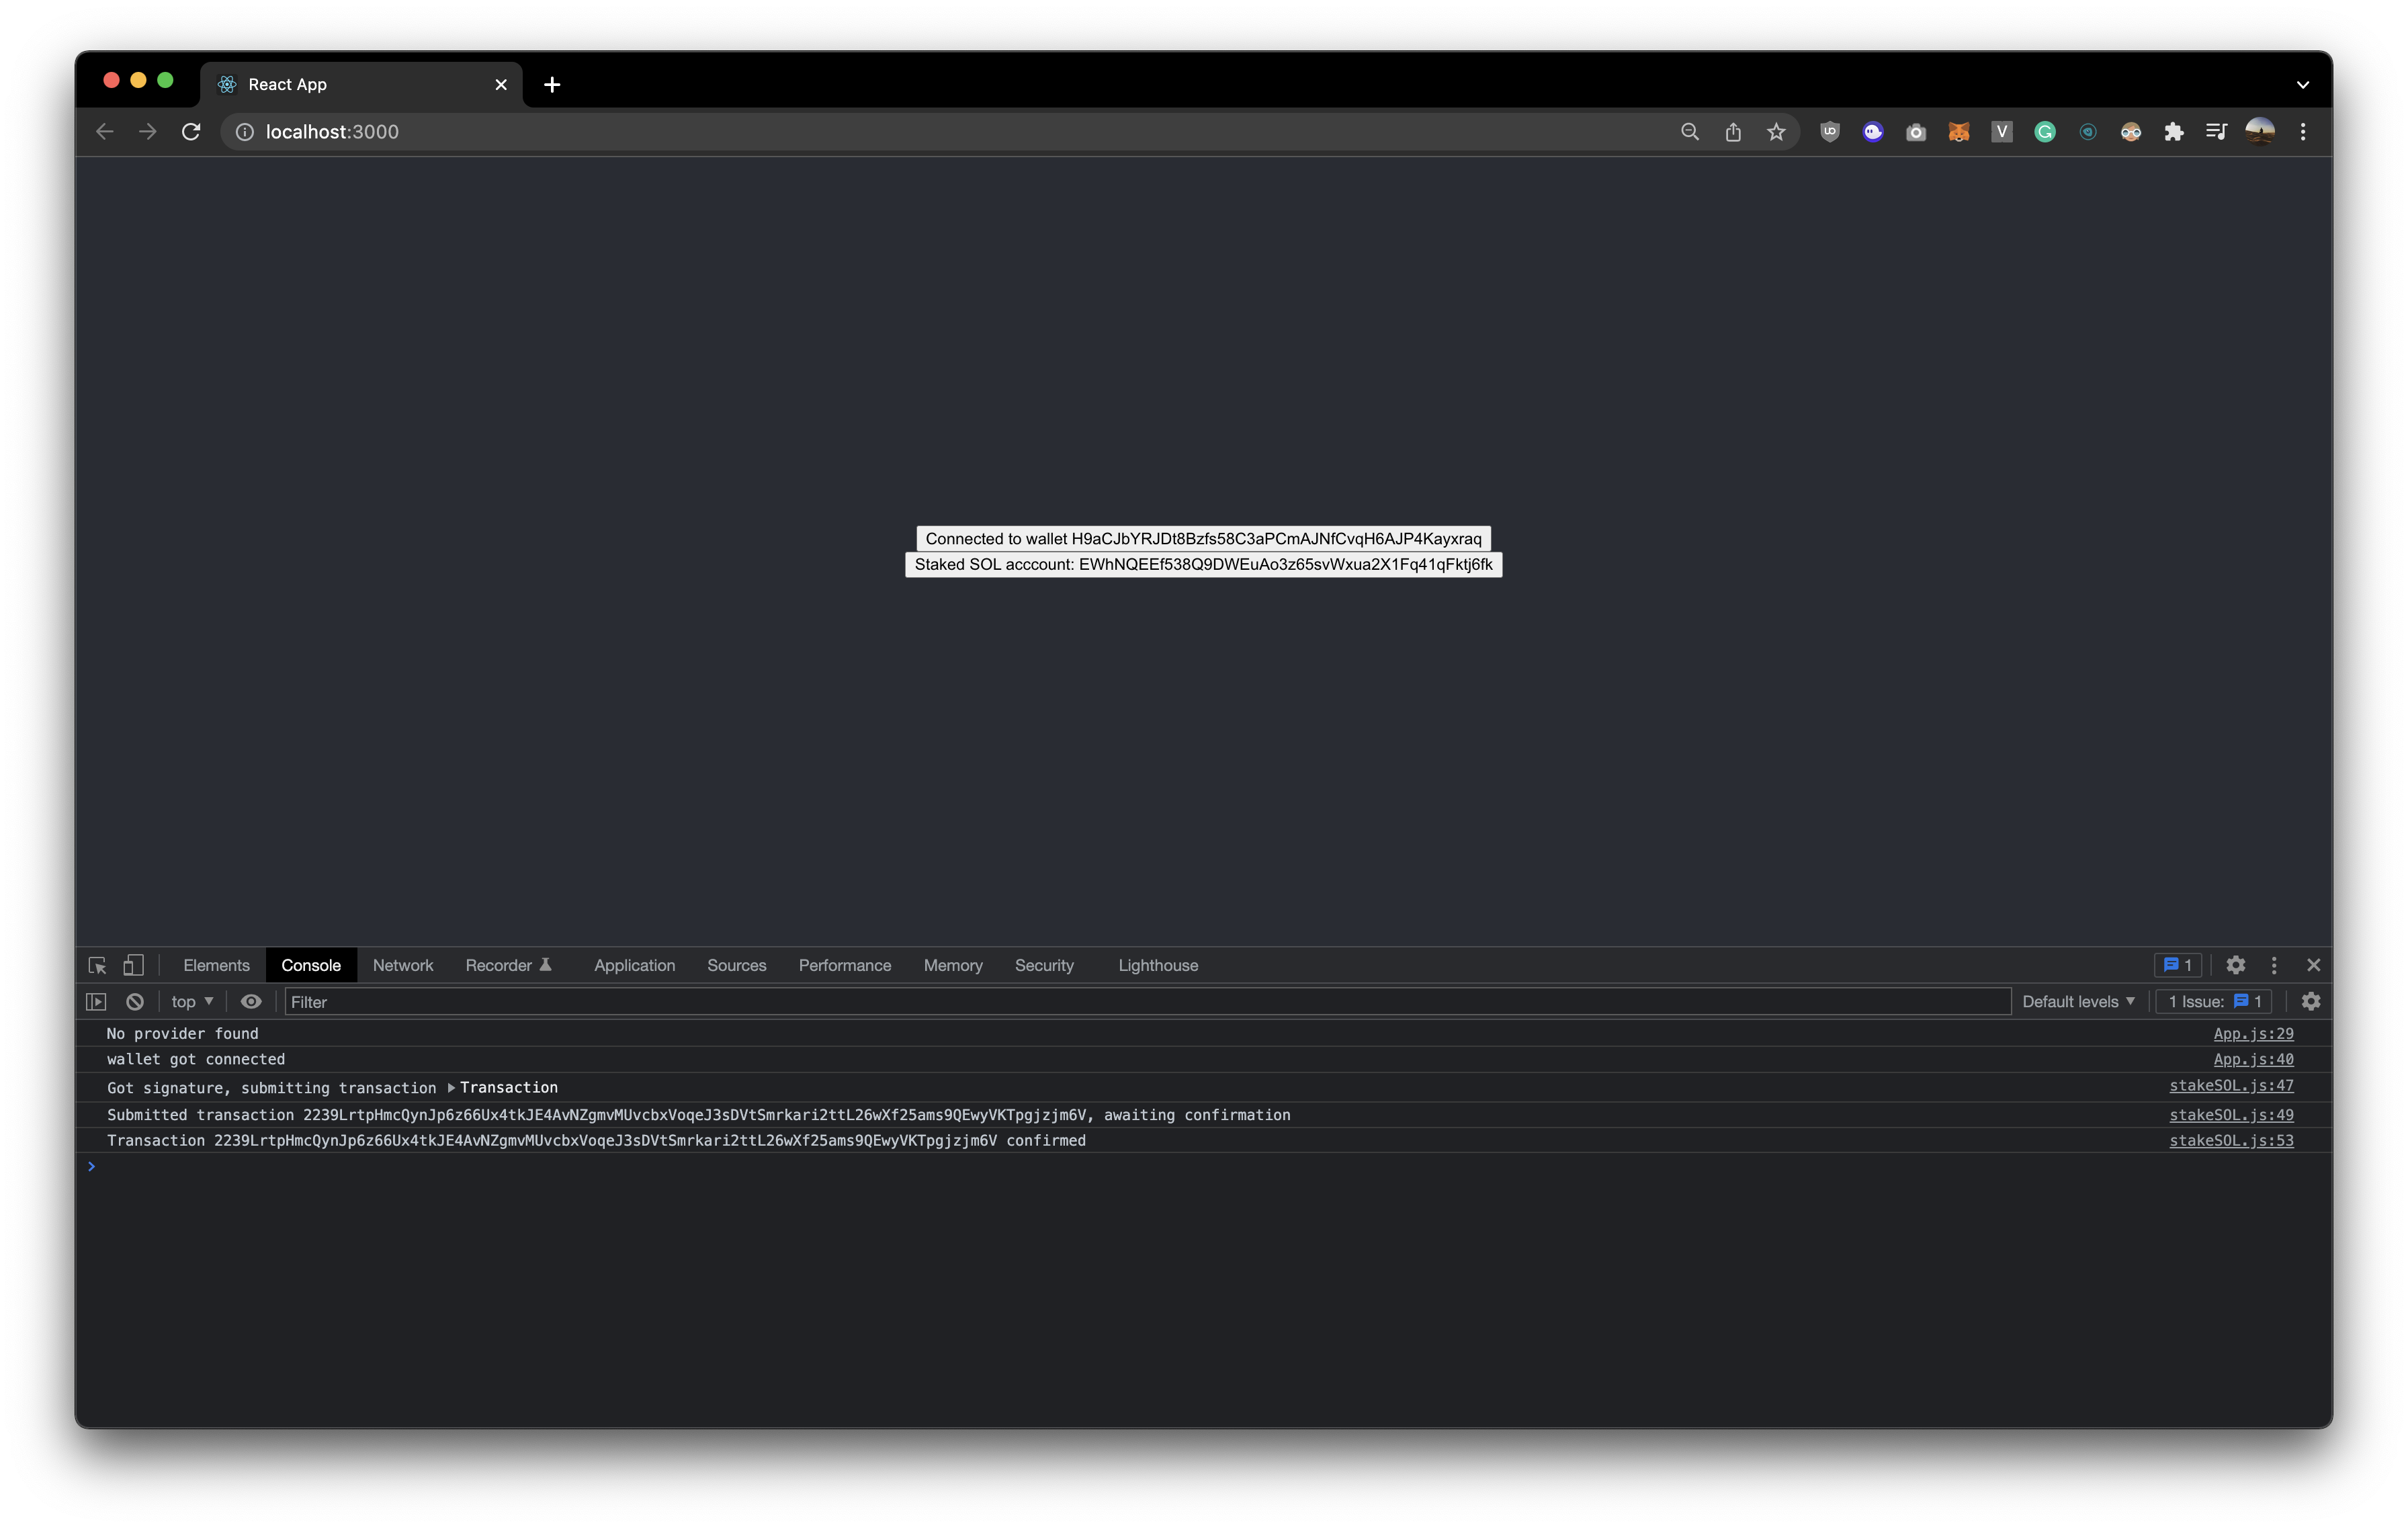 React App
localhost:3000
Connected to wallet H9aCJbYRJDt8Bzfs58C3aPCmAJNfCvqH6AJP4Kayxraq
Staked SOL acccount: EWhNQEEf538Q9DWEuAo3z65svWxua2X1Fq41qFktj6fk
Elements Console Network Recorder Application Sources Performance Memory Security Lighthouse 1
top Filter Default levels 1 Issue: 1
No provider found App.js:29
wallet got connected App.js:40
Got signature, submitting transaction Transaction stakeSOL.js:47
Submitted transaction 2239LrtpHmcQynJp6z66Ux4tkJE4AvNZgmvMUvcbxVoqeJ3sDVtSmrkari2ttL26wXf25ams9QEwyVKTpgjzjm6V, awaiting confirmation stakeSOL.js:49
Transaction 2239LrtpHmcQynJp6z66Ux4tkJE4AvNZgmvMUvcbxVoqeJ3sDVtSmrkari2ttL26wXf25ams9QEwyVKTpgjzjm6V confirmed stakeSOL.js:53